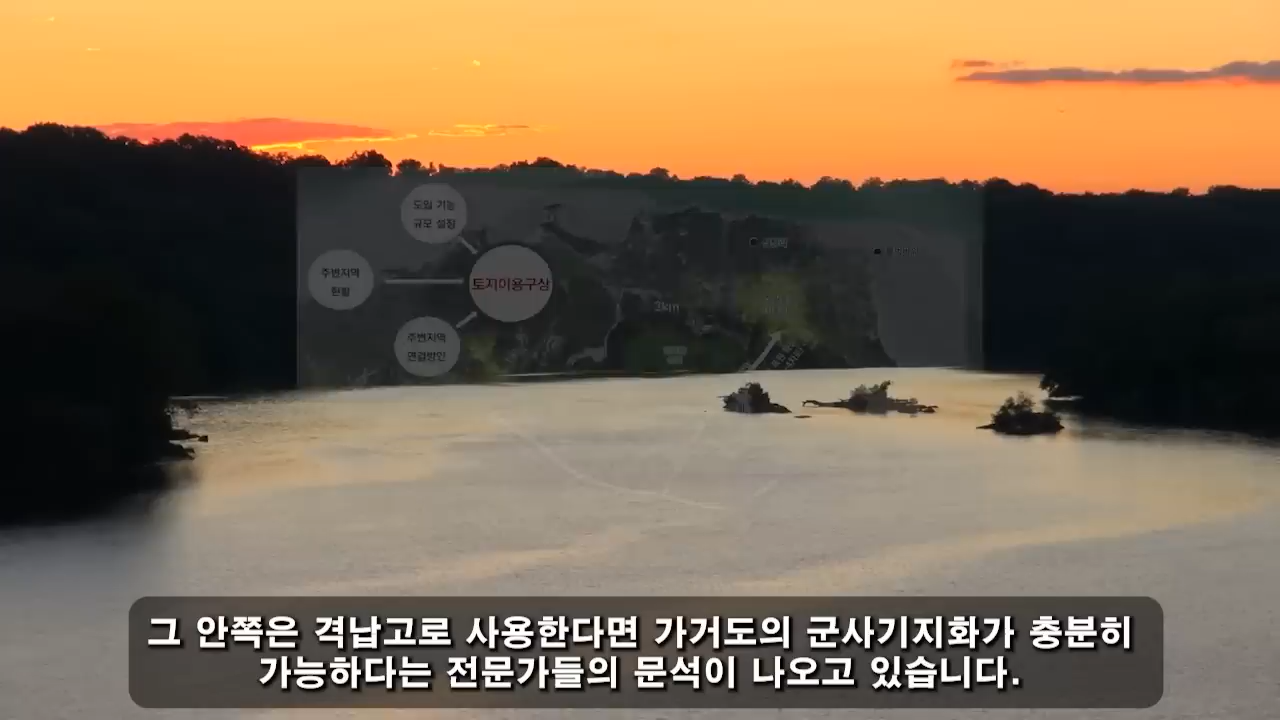 도입 기능
규모 설정
주변지역
현황
토지이용구상
주변지역
연결방안
2km
그 안쪽은 격납고로 사용한다면 가거도의 군사기지화가 충분히
가능하다는 전문가들의 문석이 나오고 있습니다.